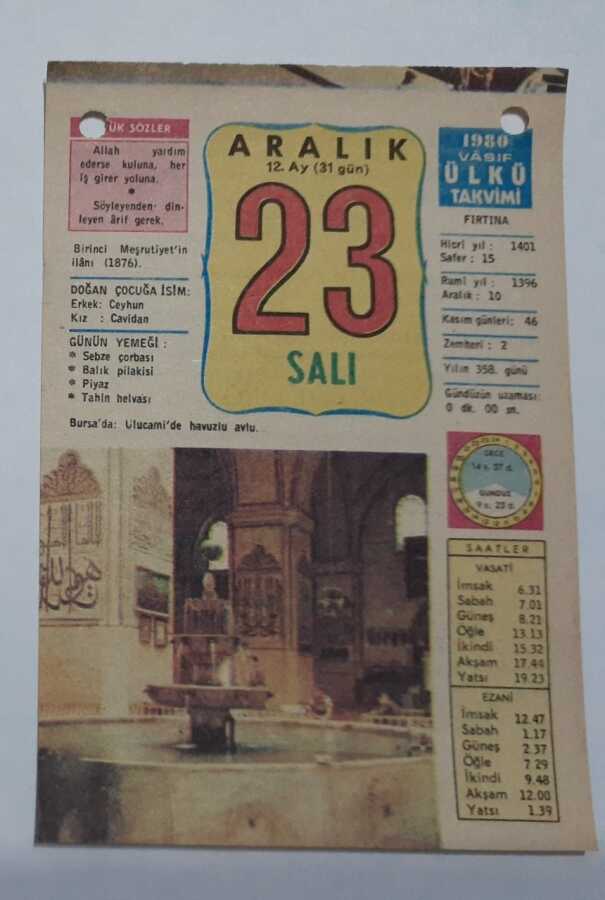 ÜK SÖZLER
Allah yardım
ederse kuluna, her
iş girer yoluna.
*
Söyleyenden din-
leyen ârif gerek.
Birinci Meşrutiyet'in
ilânı (1876).
DOĞAN ÇOCUĞA İSİM:
Erkek: Ceyhun
Kız : Cavidan
GÜNÜN YEMEĞİ :
* Sebze çorbası
* Balık pilakisi
* Piyaz
* Tahin helvası
ARALIK
12. Ay (31 gün)
23
SALI
1980
VÂSIF
ÜLKÜ
TAKVİMİ
FIRTINA
Hicrî yıl : 1401
Safer : 15
Rumî yıl : 1396
Aralık : 10
Kasım günleri: 46
Zemheri : 2
Yılın 358. günü
Gündüzün uzaması:
0 dk. 00 sn.
Bursa'da: Ulucami'de havuzlu avlu.
GECE
14 s. 37 d.
GÜNDÜZ
9 s. 23 d.
SAATLER
VASATİ
İmsak 6.31
Sabah 7.01
Güneş 8.21
Öğle 13.13
İkindi 15.32
Akşam 17.44
Yatsı 19.23
EZANİ
İmsak 12.47
Sabah 1.17
Güneş 2.37
Öğle 7.29
İkindi 9.48
Akşam 12.00
Yatsı 1.39